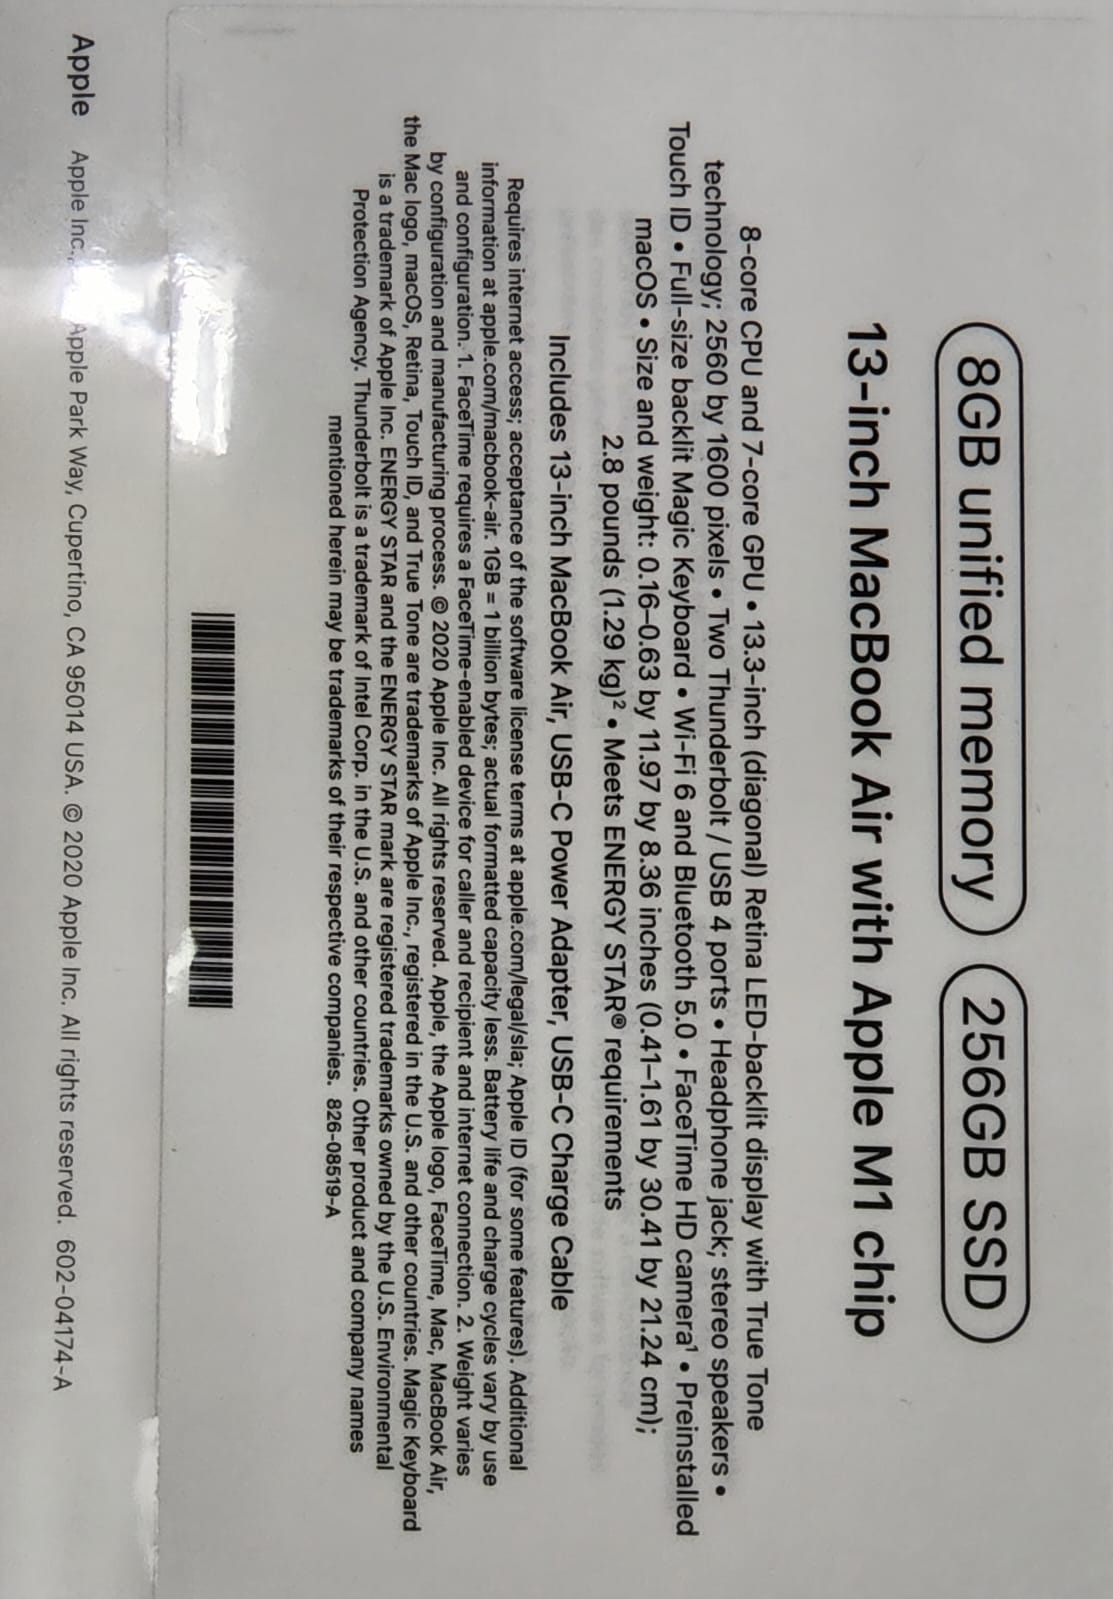 8GB unified memory 256GB SSD
13-inch MacBook Air with Apple M1 chip
8-core CPU and 7-core GPU • 13.3-inch (diagonal) Retina LED-backlit display with True Tone
technology; 2560 by 1600 pixels • Two Thunderbolt / USB 4 ports • Headphone jack; stereo speakers •
Touch ID • Full-size backlit Magic Keyboard • Wi-Fi 6 and Bluetooth 5.0 • FaceTime HD camera¹ • Preinstalled
macOS • Size and weight: 0.16–0.63 by 11.97 by 8.36 inches (0.41–1.61 by 30.41 by 21.24 cm);
2.8 pounds (1.29 kg)² • Meets ENERGY STAR® requirements
Includes 13-inch MacBook Air, USB-C Power Adapter, USB-C Charge Cable
Requires internet access; acceptance of the software license terms at apple.com/legal/sla; Apple ID (for some features). Additional
information at apple.com/macbook-air. 1GB = 1 billion bytes; actual formatted capacity less. Battery life and charge cycles vary by use
and configuration. 1. FaceTime requires a FaceTime-enabled device for caller and recipient and internet connection. 2. Weight varies
by configuration and manufacturing process. © 2020 Apple Inc. All rights reserved. Apple, the Apple logo, FaceTime, Mac, MacBook Air,
the Mac logo, macOS, Retina, Touch ID, and True Tone are trademarks of Apple Inc., registered in the U.S. and other countries. Magic Keyboard
is a trademark of Apple Inc. ENERGY STAR and the ENERGY STAR mark are registered trademarks owned by the U.S. Environmental
Protection Agency. Thunderbolt is a trademark of Intel Corp. in the U.S. and other countries. Other product and company names
mentioned herein may be trademarks of their respective companies. 826-08519-A
Apple Apple Inc., Apple Park Way, Cupertino, CA 95014 USA. © 2020 Apple Inc. All rights reserved. 602-04174-A